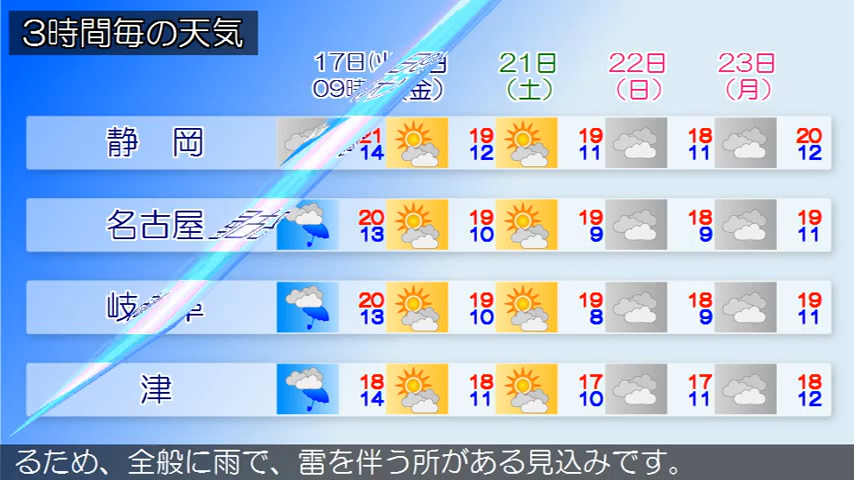 3時間毎の天気
17日 21日 22日 23日
09時 (金) (土) (日) (月)
静岡 21 19 19 18 20
14 12 11 11 12
名古屋 20 19 19 18 19
13 10 9 9 11
岐阜 20 19 19 18 19
13 10 8 9 11
津 18 18 17 17 18
14 11 10 11 12
るため、全般に雨で、雷を伴う所がある見込みです。